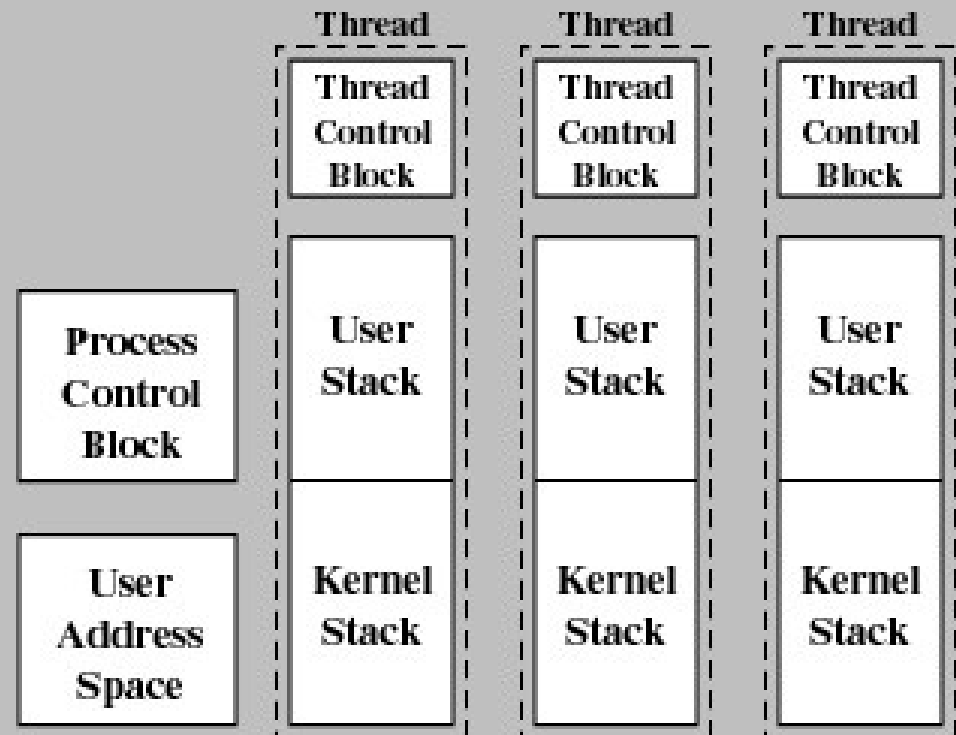 Thread
Thread
Control
Block
User
Stack
Kernel
Stack
Thread
Thread
Control
Block
User
Stack
Kernel
Stack
Thread
Thread
Control
Block
User
Stack
Kernel
Stack
Process
Control
Block
User
Address
Space